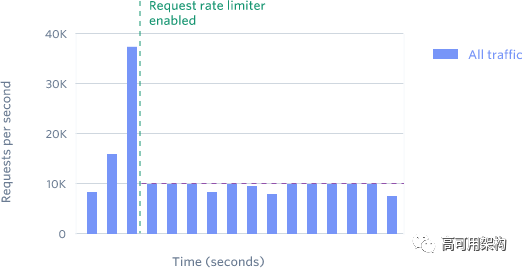 Request rate limiter
enabled
40K
30K
20K
10K
0
Requests per second
Time (seconds)
All traffic
高可用架构